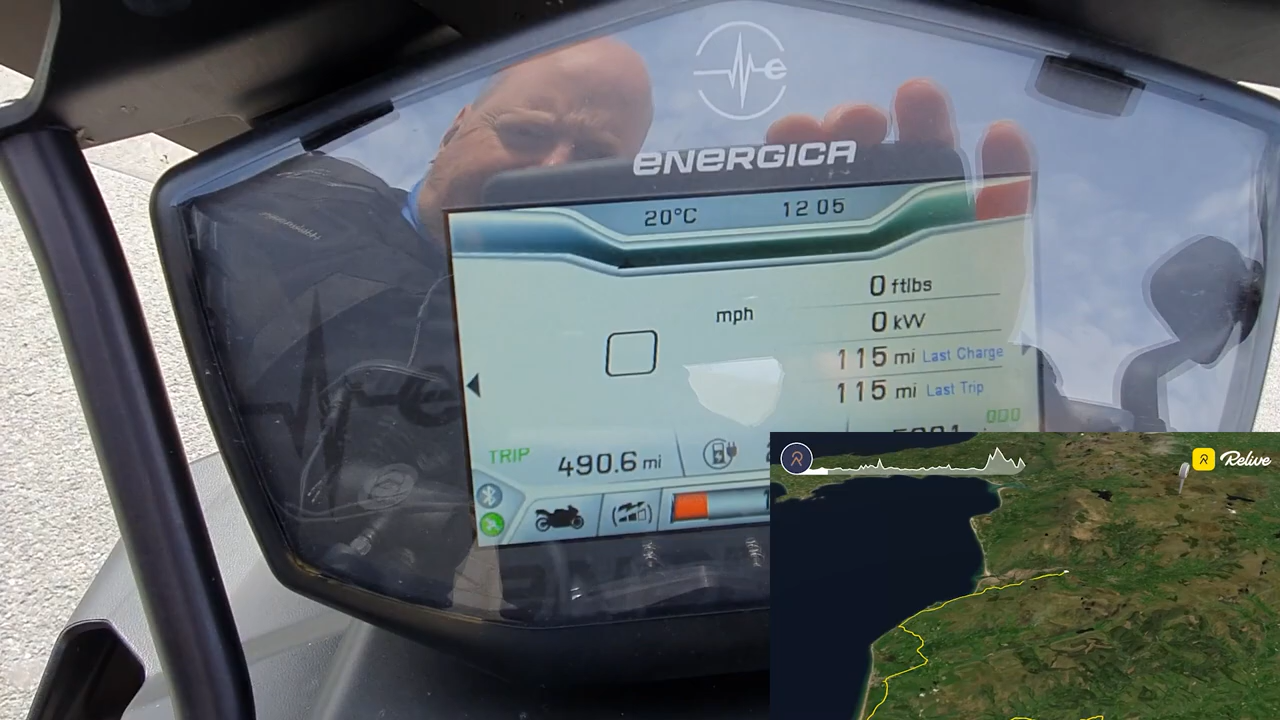 e
ENERGICA
20°C 12 05
0 ftlbs
mph
0 kW
115 mi Last Charge
115 mi Last Trip
ODO
TRIP 490.6 mi
Relive